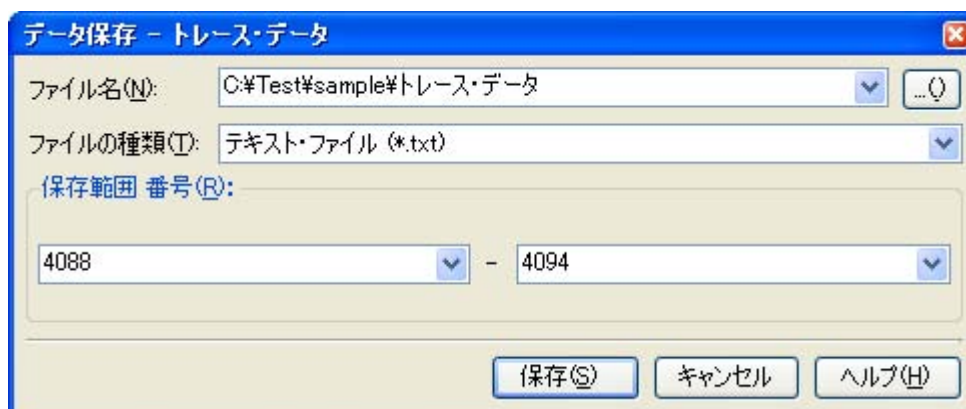 データ保存 - トレース・データ
ファイル名(N): C:¥Test¥sample¥トレース・データ ...()
ファイルの種類(T): テキスト・ファイル (*.txt)
保存範囲 番号(R):
4088 - 4094
保存(S) キャンセル ヘルプ(H)